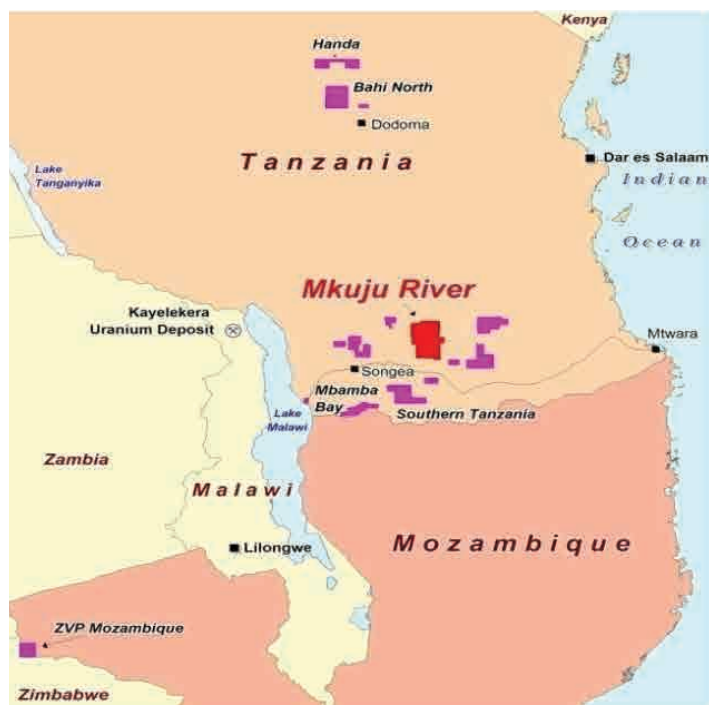 Kenya
Handa
Bahi North
Dodoma
Tanzania
Dar es Salaam
Lake
Tanganyika
Indian
Ocean
Mkuju River
Kayelekera
Uranium Deposit
Mtwara
Songea
Mbamba
Bay
Lake
Malawi
Southern Tanzania
Zambia
Malawi
Mozambique
Lilongwe
ZVP Mozambique
Zimbabwe